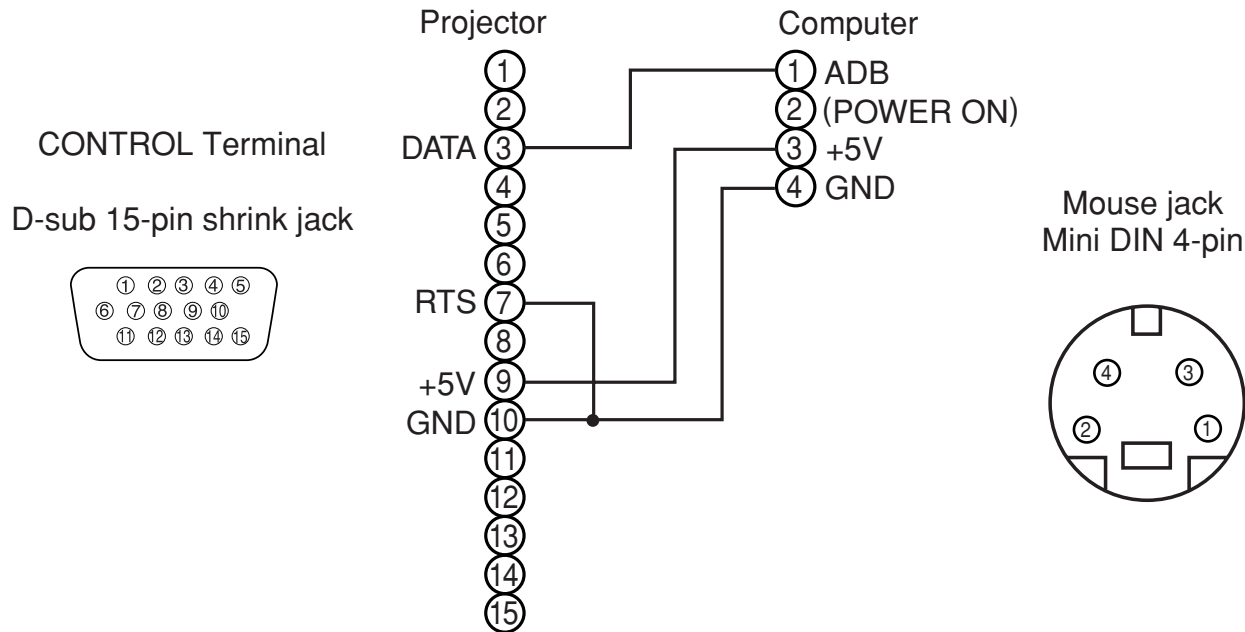 Projector
Computer
① ① ADB
② ② (POWER ON)
CONTROL Terminal
DATA ③ ③ +5V
④ ④ GND
D-sub 15-pin shrink jack
⑤
Mouse jack
Mini DIN 4-pin
⑥
① ② ③ ④ ⑤
⑥ ⑦ ⑧ ⑨ ⑩
⑪ ⑫ ⑬ ⑭ ⑮
RTS ⑦
⑧
+5V ⑨
GND ⑩
⑪
⑫
⑬
⑭
⑮
④ ③
② ①